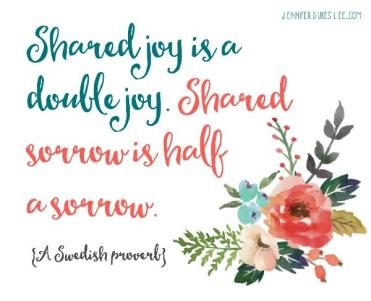 JENNIFERDUKESLEE.COM
Shared joy is a
double joy. Shared
sorrow is half
a sorrow.
{A Swedish proverb}